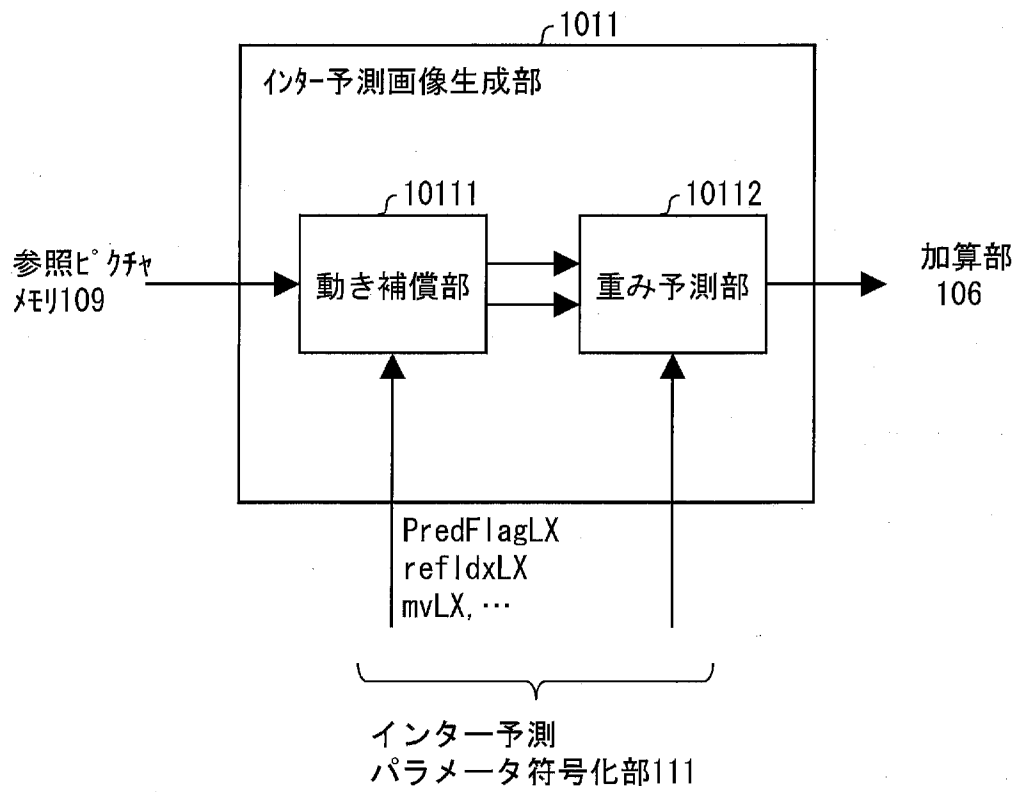 1011
インター予測画像生成部
10111
10112
参照ピクチャ
メモリ109
動き補償部
重み予測部
加算部
106
PredFlagLX
refIdxLX
mvLX,…
インター予測
パラメータ符号化部111